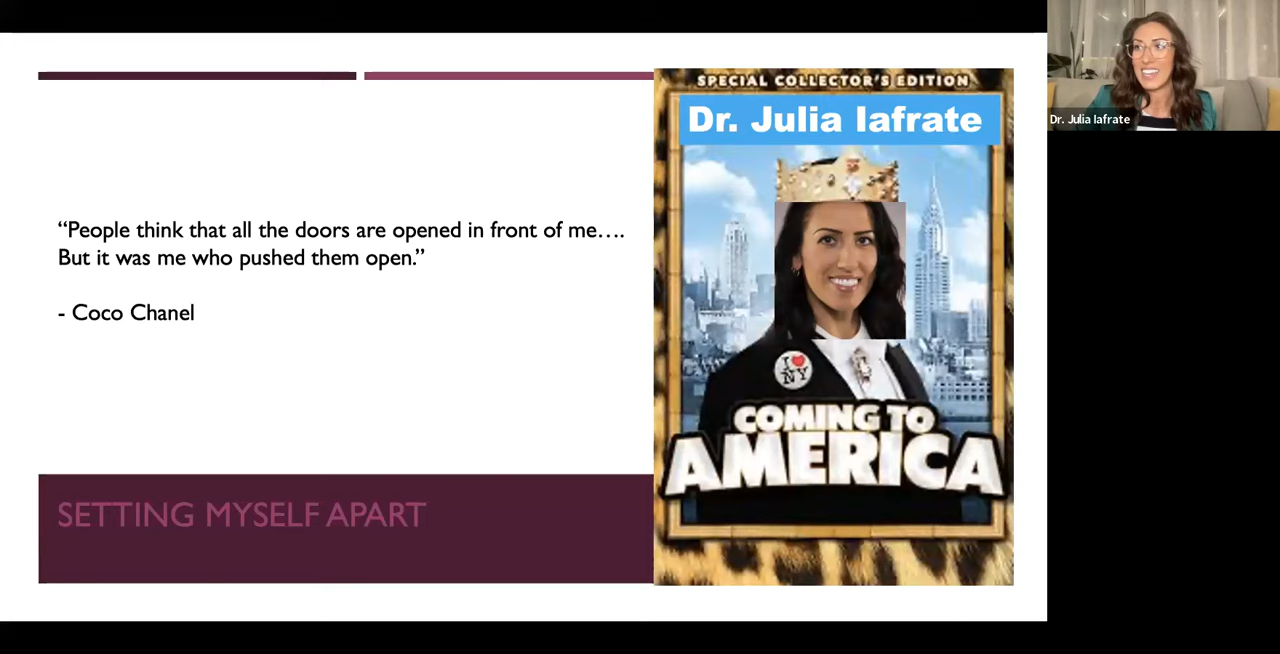 SPECIAL COLLECTOR'S EDITION
Dr. Julia Iafrate
Dr. Julia Iafrate
“People think that all the doors are opened in front of me….
But it was me who pushed them open.”
- Coco Chanel
I ❤ NY
COMING TO
AMERICA
SETTING MYSELF APART